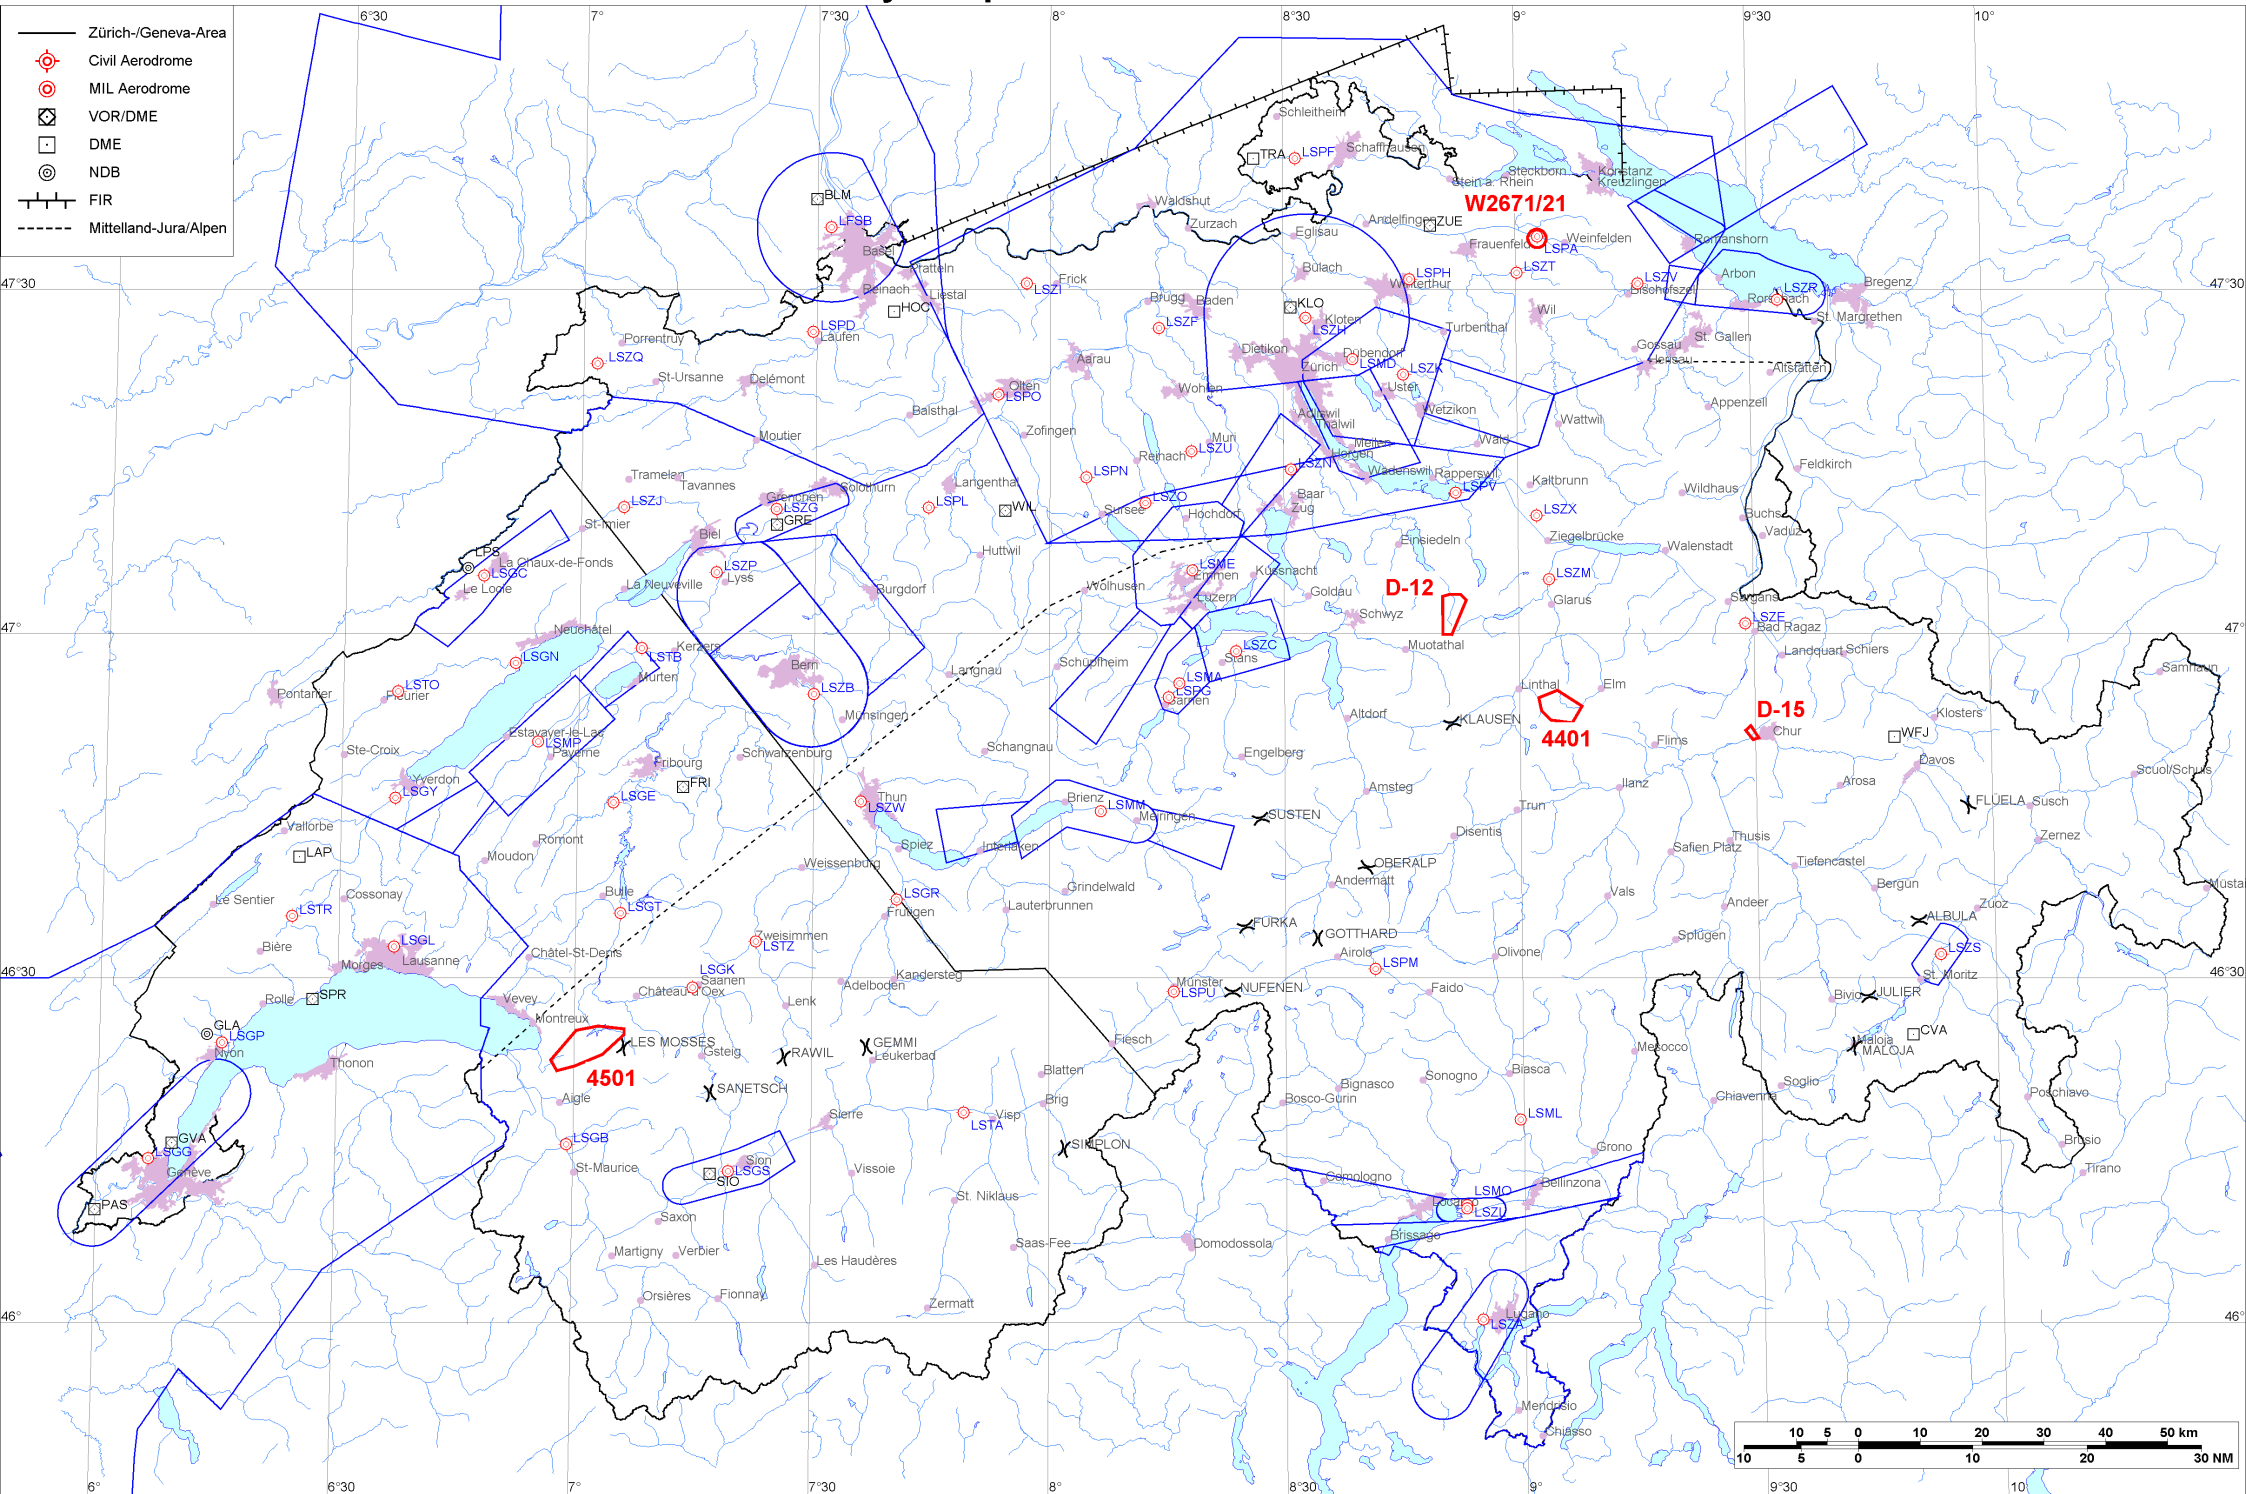 6°30
7°
7°30
8°
8°30
9°
9°30
10°
Zürich-/Geneva-Area
Civil Aerodrome
MIL Aerodrome
VOR/DME
DME
NDB
FIR
Mittelland-Jura/Alpen
Schleitheim
TRA
LSPF
Schaffhausen
Steckborn
Stein a. Rhein
Konstanz
Kreuzlingen
BLM
LFSB
Basel
Waldshut
Zurzach
Eglisau
Andelfingen
ZUE
W2671/21
LSPA
Weinfelden
Frauenfeld
Romanshorn
Pratteln
Reinach
Liestal
HOC
LSZI
Frick
Bülach
LSPH
Winterthur
LSZT
LSZV
Bischofszell
Arbon
LSZR
Rorschach
Bregenz
47°30
47°30
Brugg
Baden
KLO
Kloten
LSZH
Wil
St. Margrethen
LSPD
Laufen
LSZF
Turbenthal
St. Gallen
Porrentruy
LSZQ
Aarau
Dietikon
Zürich
Dübendorf
LSMD
LSZK
Gossau
Herisau
Altstätten
St-Ursanne
Delémont
Olten
LSPO
Wohlen
Uster
Wetzikon
Appenzell
Balsthal
Adliswil
Thalwil
Wattwil
Moutier
Zofingen
Muri
LSZU
Meilen
Horgen
Wald
Tramelan
Tavannes
LSPN
Reinach
LSZN
Wädenswil
Rapperswil
LSPV
Kaltbrunn
Feldkirch
Wildhaus
Grenchen
Solothurn
LSZG
GRE
Langenthal
LSPL
WIL
LSZJ
St-Imier
LSZO
Sursee
Hochdorf
Baar
Zug
LSZX
Buchs
Vaduz
Biel
LPS
La Chaux-de-Fonds
LSGC
Le Locle
Huttwil
Einsiedeln
Ziegelbrücke
Walenstadt
LSZP
Lyss
La Neuveville
Burgdorf
LSME
Emmen
Küssnacht
Wolhusen
Luzern
Goldau
D-12
LSZM
Glarus
Sargans
Schwyz
LSZE
Bad Ragaz
47°
47°
Neuchâtel
LSTB
Kerzers
Muotathal
LSGN
Bern
Langnau
Schüpfheim
LSZC
Stans
Landquart
Schiers
Samnaun
Pontarlier
LSTO
Fleurier
Murten
LSZB
LSMA
LSPG
Sarnen
Linthal
Elm
Münsingen
Altdorf
KLAUSEN
4401
D-15
Chur
Klosters
Estavayer-le-Lac
LSMP
Payerne
Ste-Croix
Schwarzenburg
Schangnau
Engelberg
Flims
WFJ
Davos
Fribourg
FRI
Yverdon
LSGY
LSGE
Thun
LSZW
Brienz
LSMM
Meiringen
SUSTEN
Amsteg
Trun
Ilanz
Arosa
Scuol/Schuls
FLÜELA
Susch
Zernez
Vallorbe
LAP
Romont
Moudon
Spiez
Interlaken
Disentis
Thusis
Safien Platz
Tiefencastel
Weissenburg
OBERALP
Andermatt
Grindelwald
Le Sentier
Cossonay
Bulle
LSGT
LSGR
Frutigen
Lauterbrunnen
Vals
Andeer
Bergün
Müstair
Zuoz
ALBULA
LSTR
FURKA
GOTTHARD
Zweisimmen
LSTZ
Splügen
LSZS
Bière
LSGL
Lausanne
Morges
Châtel-St-Denis
Airolo
LSPM
Olivone
46°30
LSGK
Saanen
Adelboden
Kandersteg
Münster
LSPU
NUFENEN
Faido
St. Moritz
Rolle
SPR
Vevey
Montreux
Château-d'Oex
Lenk
Bivio
JULIER
GLA
LSGP
Nyon
Thonon
LES MOSSES
Gsteig
RAWIL
GEMMI
Leukerbad
Fiesch
Mesocco
Maloja
MALOJA
CVA
4501
SANETSCH
Aigle
Blatten
Brig
Bignasco
Bosco-Gurin
Sonogno
Biasca
Chiavenna
Soglio
Poschiavo
Sierre
LSTA
Visp
LSML
GVA
LSGG
Genève
LSGB
SIMPLON
Grono
Brusio
Tirano
St-Maurice
Sion
LSGS
SIO
Vissoie
Comologno
Bellinzona
PAS
Saxon
St. Niklaus
LSMO
Locarno
LSZL
Martigny
Verbier
Saas-Fee
Domodossola
Brissago
Les Haudères
Orsières
Fionnay
Zermatt
46°
Lugano
LSZA
46°
Mendrisio
Chiasso
10 5 0 10 20 30 40 50 km
10 5 0 10 20 30 NM
6°
6°30
7°
7°30
8°
8°30
9°
9°30
10